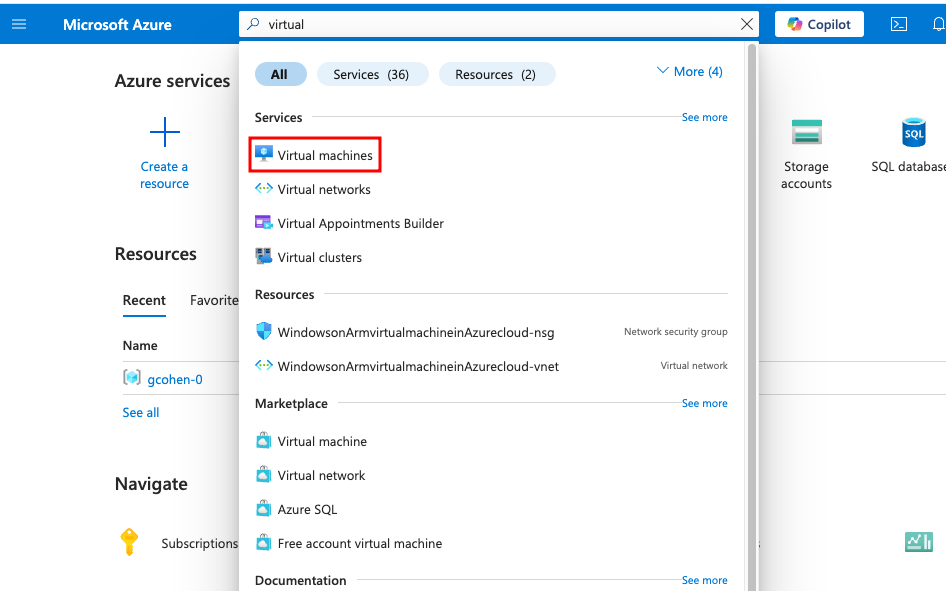 Microsoft Azure
virtual
Copilot
All
Services (36)
Resources (2)
More (4)
Azure services
Services
See more
Create a
resource
Virtual machines
Virtual networks
Virtual Appointments Builder
Virtual clusters
Storage
accounts
SQL
SQL database
Resources
Recent
Favorite
Name
gcohen-0
See all
Resources
WindowsonArmvirtualmachineinAzurecloud-nsg
Network security group
WindowsonArmvirtualmachineinAzurecloud-vnet
Virtual network
Marketplace
See more
Virtual machine
Virtual network
Azure SQL
Free account virtual machine
Navigate
Subscriptions
Documentation
See more